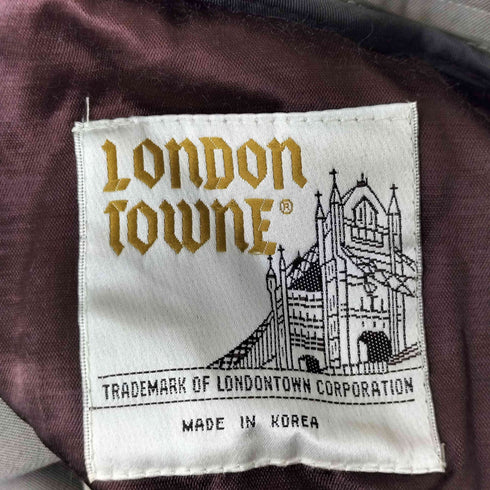 LONDON
TOWNE®
TRADEMARK OF LONDONTOWN CORPORATION
MADE IN KOREA